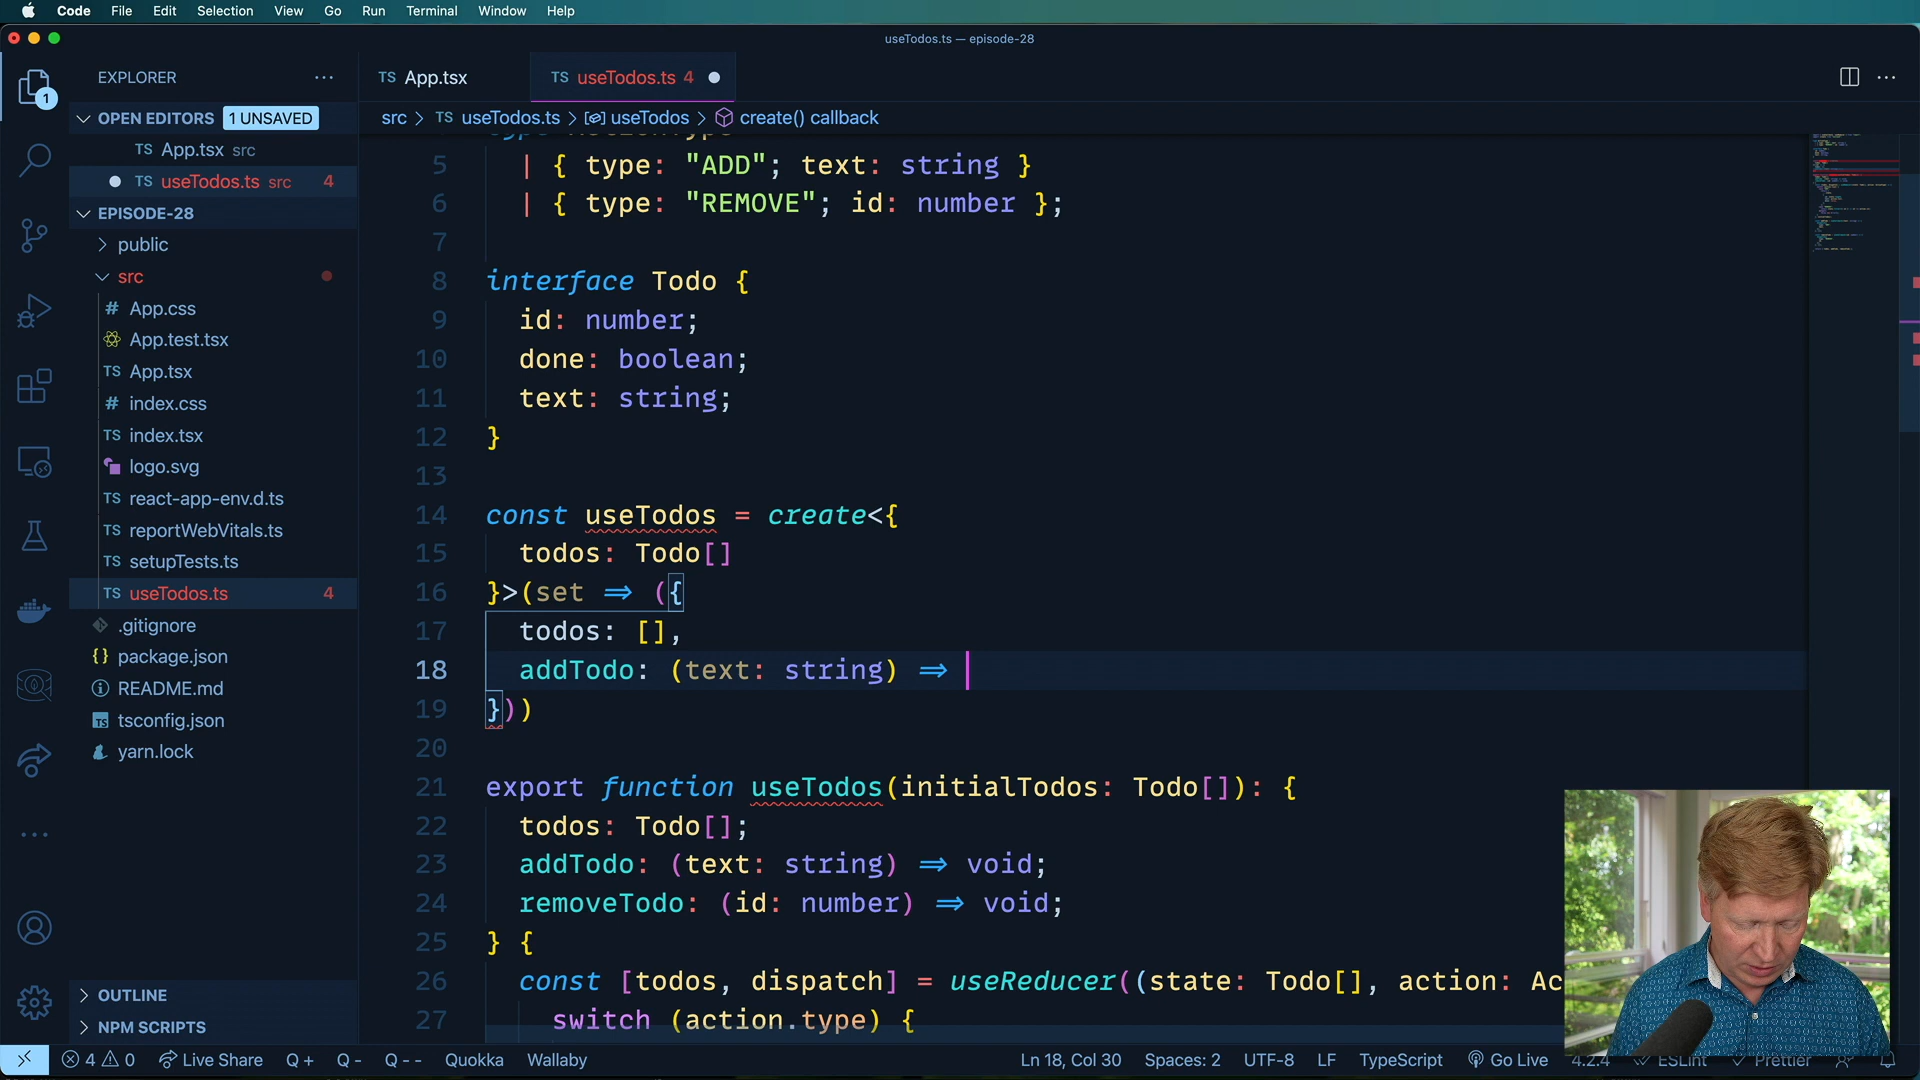 Code File Edit Selection View Go Run Terminal Window Help
useTodos.ts — episode-28
EXPLORER
OPEN EDITORS 1 UNSAVED
TS App.tsx src
TS useTodos.ts src 4
EPISODE-28
public
src
# App.css
App.test.tsx
TS App.tsx
# index.css
TS index.tsx
logo.svg
TS react-app-env.d.ts
TS reportWebVitals.ts
TS setupTests.ts
TS useTodos.ts 4
.gitignore
{} package.json
README.md
TS tsconfig.json
yarn.lock
OUTLINE
NPM SCRIPTS
1
TS App.tsx
TS useTodos.ts 4
src > TS useTodos.ts > useTodos > create() callback
5 | { type: "ADD"; text: string }
6 | { type: "REMOVE"; id: number };
7
8 interface Todo {
9 id: number;
10 done: boolean;
11 text: string;
12 }
13
14 const useTodos = create<{
15 todos: Todo[]
16 }>(set => ({
17 todos: [],
18 addTodo: (text: string) =>
19 }))
20
21 export function useTodos(initialTodos: Todo[]): {
22 todos: Todo[];
23 addTodo: (text: string) => void;
24 removeTodo: (id: number) => void;
25 } {
26 const [todos, dispatch] = useReducer((state: Todo[], action: Ac
27 switch (action.type) {
4 0 Live Share Q + Q - Q - - Quokka Wallaby Ln 18, Col 30 Spaces: 2 UTF-8 LF TypeScript Go Live 4.2.4 ESLint Prettier